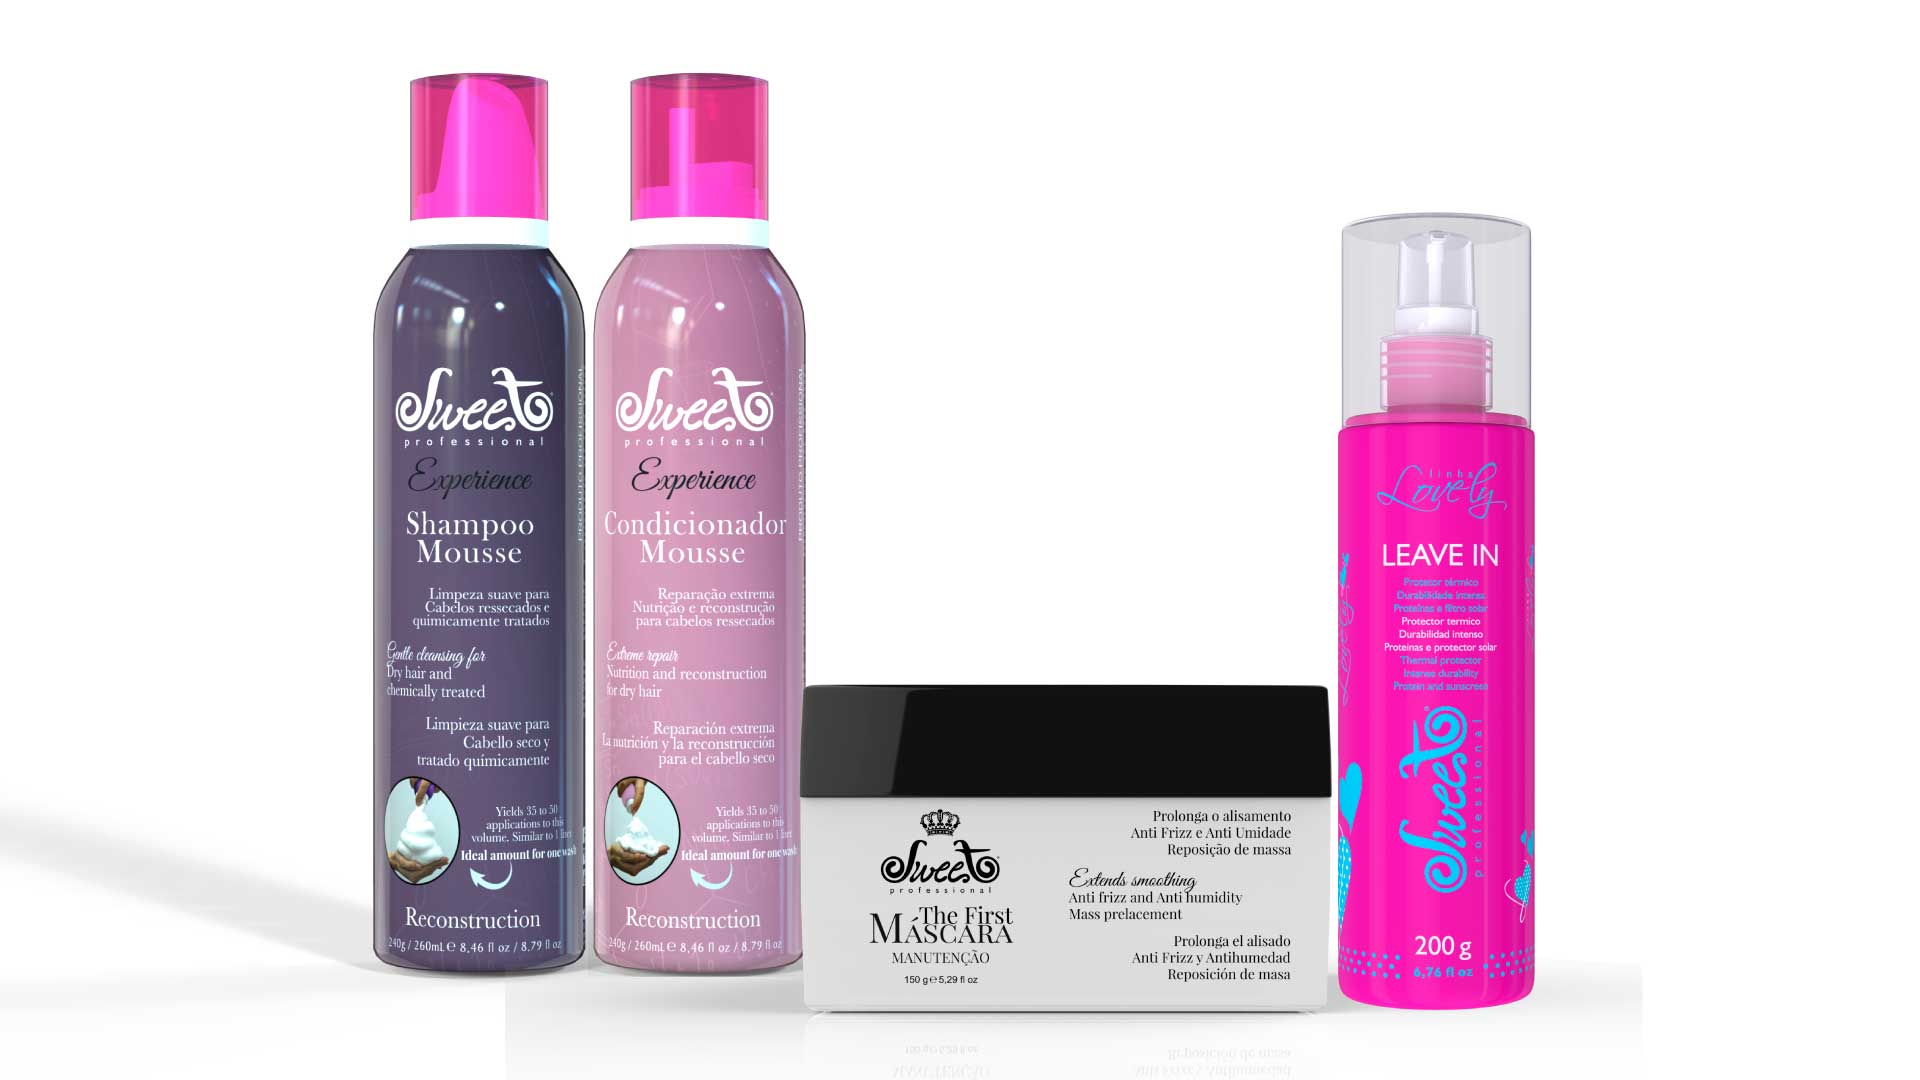 Sweet
professional
Experience
Shampoo
Mousse
Limpeza suave para
Cabelos ressecados e
quimicamente tratados
Gentle cleansing for
Dry hair and
chemically treated
Limpieza suave para
Cabello seco y
tratado químicamente
Yields 35 to 50
applications to this
volume. Similar to 1 liter
Ideal amount for one wash
Reconstruction
240g / 260mL ℮ 8,46 fl oz / 8.79 fl oz
PRODUTO PROFISSIONAL
Sweet
professional
Experience
Condicionador
Mousse
Reparação extrema
Nutrição e reconstrução
para cabelos ressecados
Extreme repair
Nutrition and reconstruction
for dry hair
Reparación extrema
La nutrición y la reconstrucción
para el cabello seco
Yields 35 to 50
applications to this
volume. Similar to 1 liter
Ideal amount for one wash
Reconstruction
240g / 260mL ℮ 8,46 fl oz / 8.79 fl oz
PRODUTO PROFISSIONAL
Sweet
professional
The First
MÁSCARA
MANUTENÇÃO
150 g ℮ 5,29 fl oz
Prolonga o alisamento
Anti Frizz e Anti Umidade
Reposição de massa
Extends smoothing
Anti frizz and Anti humidity
Mass prelacement
Prolonga el alisado
Anti Frizz y Antihumedad
Reposición de masa
linha
Lovely
LEAVE IN
Protetor térmico
Durabilidade intensa
Proteínas e filtro solar
Protector termico
Durabilidad intenso
Proteinas e protector solar
Thermal protector
Intense durability
Protein and sunscreen
Sweet
professional
200 g
6,76 fl oz